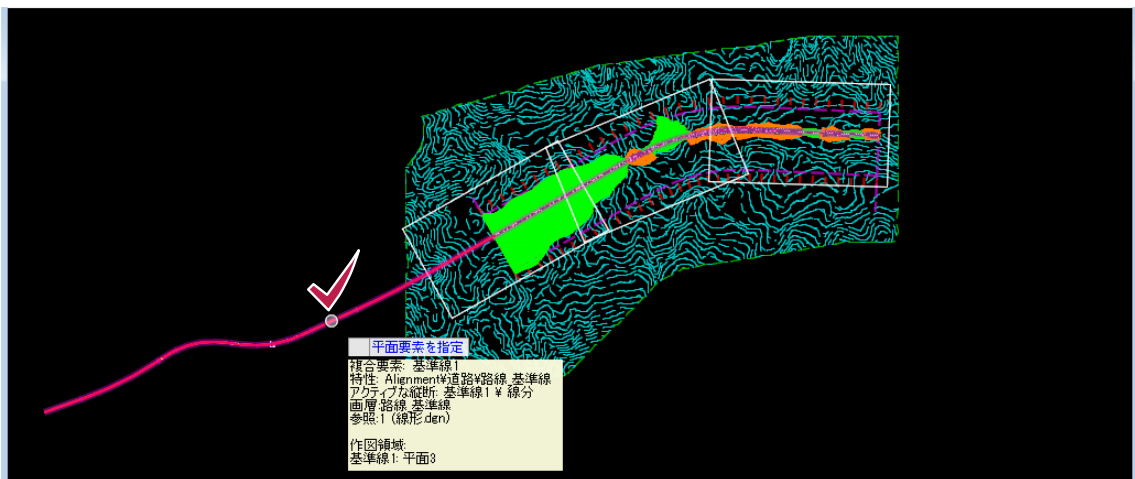 平面要素を指定
複合要素: 基準線1
特性: Alignment¥道路¥路線_基準線
アクティブな縦断: 基準線1 ¥ 線分
画層:路線_基準線
参照:1 (線形.dgn)
作図領域:
基準線1: 平面3